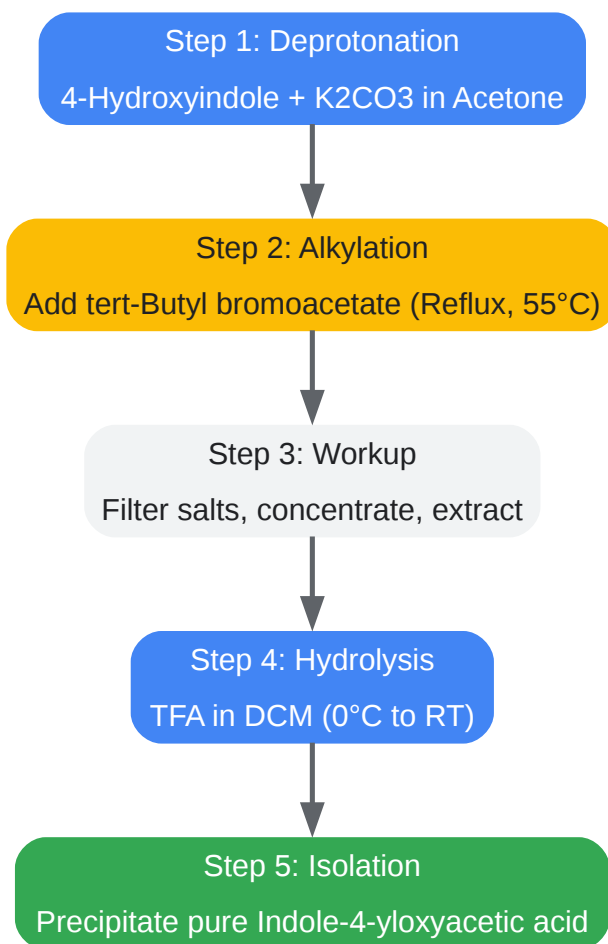 Step 1: Deprotonation
4-Hydroxyindole + K2CO3 in Acetone
Step 2: Alkylation
Add tert-Butyl bromoacetate (Reflux, 55°C)
Step 3: Workup
Filter salts, concentrate, extract
Step 4: Hydrolysis
TFA in DCM (0°C to RT)
Step 5: Isolation
Precipitate pure Indole-4-yloxyacetic acid